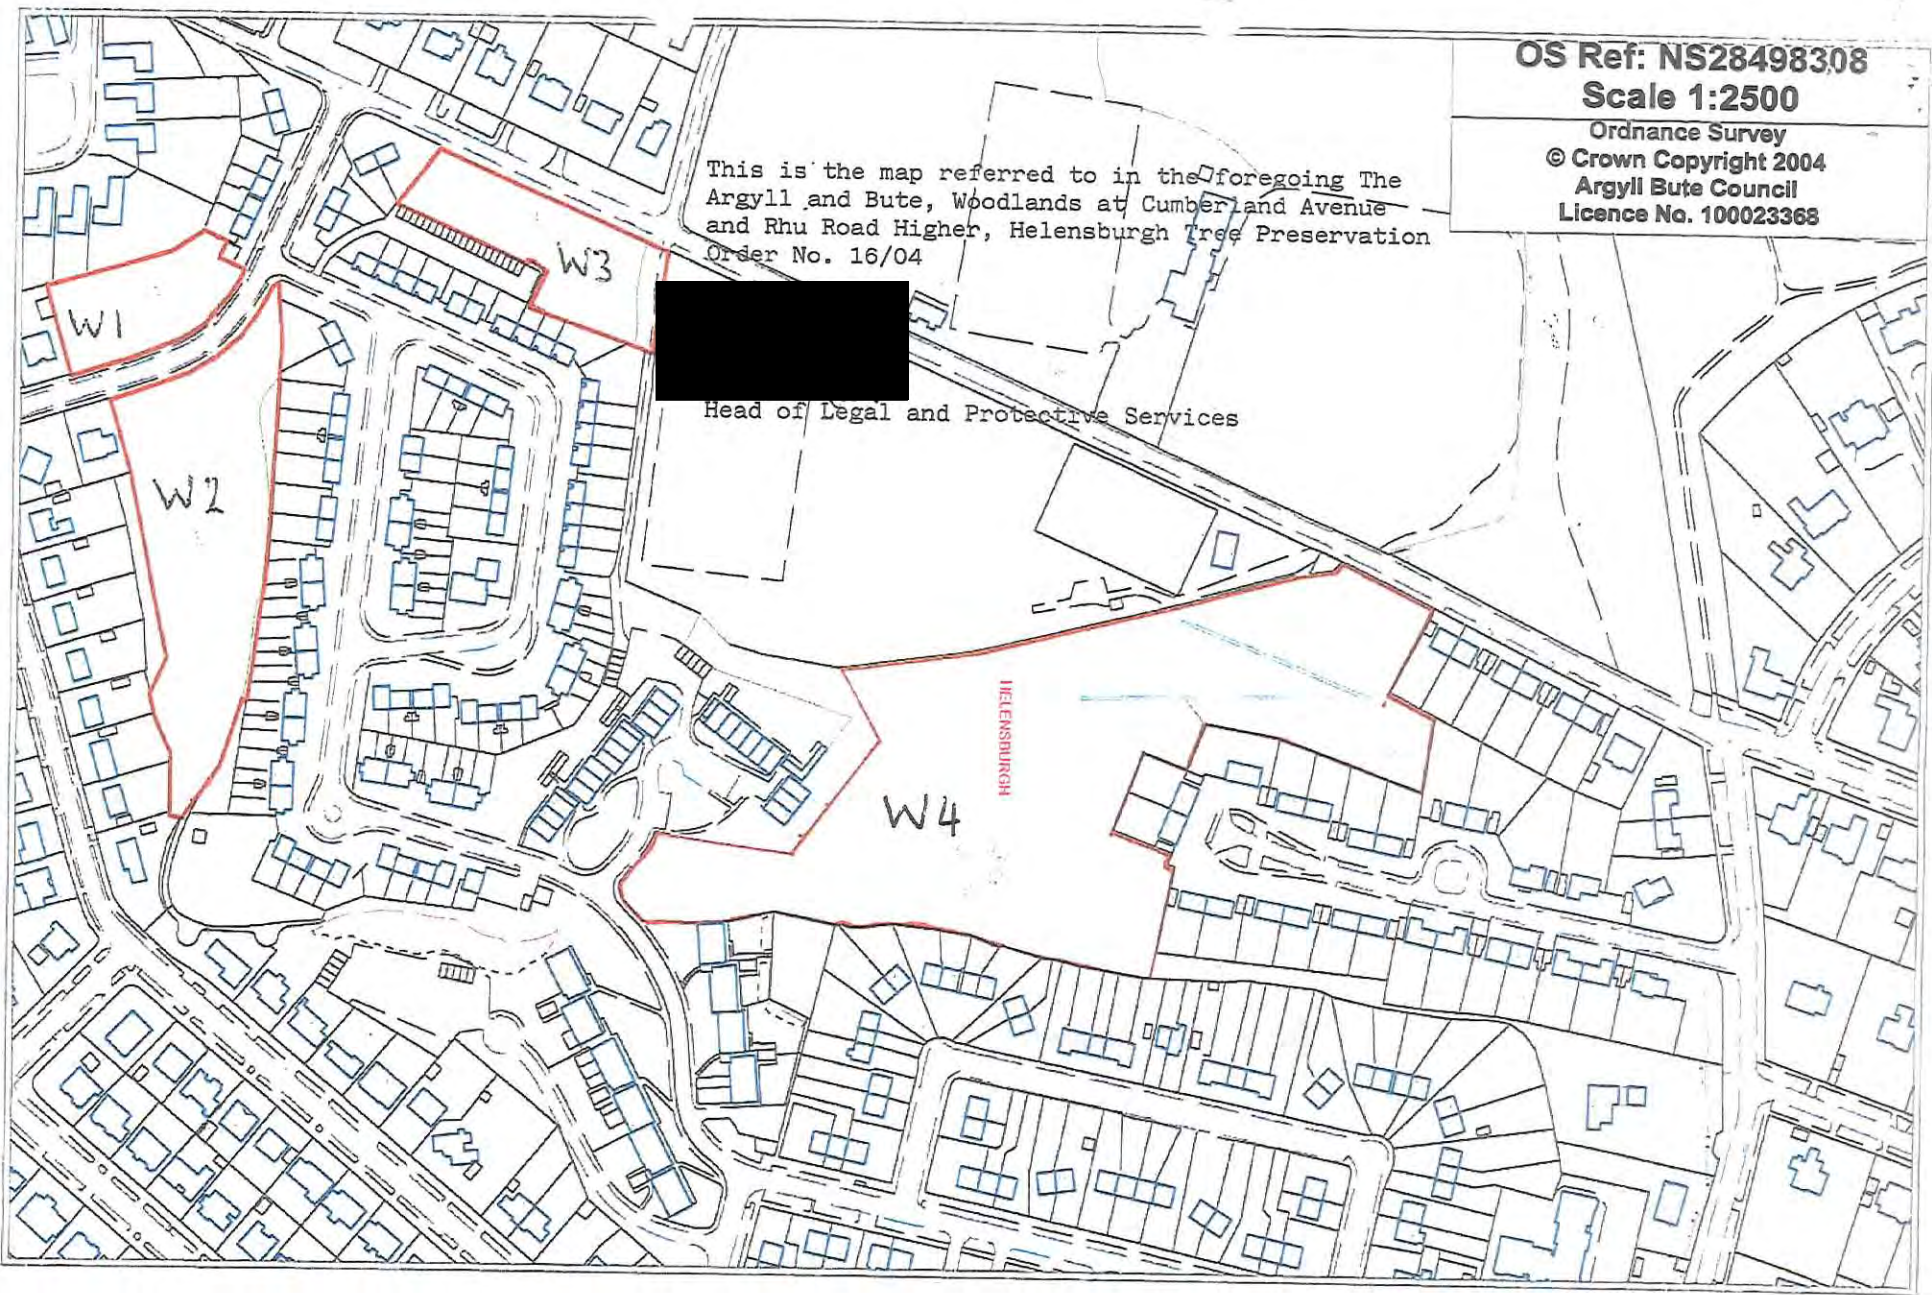 OS Ref: NS28498308
Scale 1:2500
Ordnance Survey
© Crown Copyright 2004
Argyll Bute Council
Licence No. 100023368
This is the map referred to in the foregoing The
Argyll and Bute, Woodlands at Cumberland Avenue
and Rhu Road Higher, Helensburgh Tree Preservation
Order No. 16/04
Head of Legal and Protective Services
W3
W1
W2
HELENSBURGH
W4